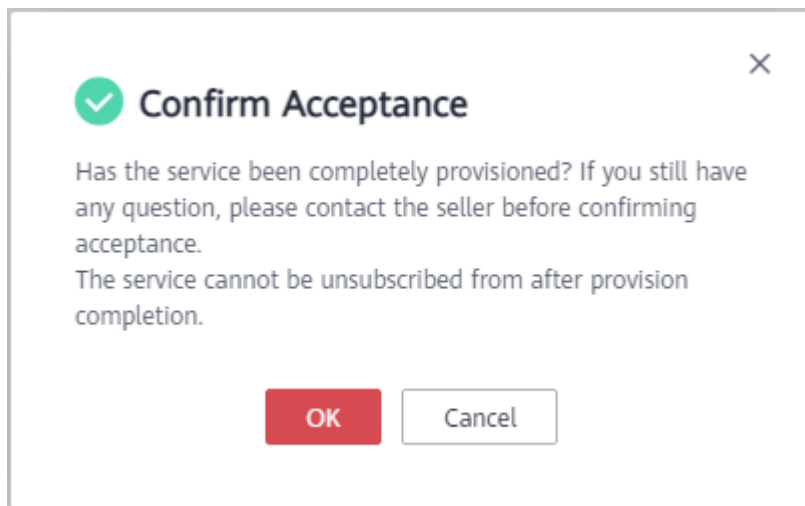 Confirm Acceptance
Has the service been completely provisioned? If you still have
any question, please contact the seller before confirming
acceptance.
The service cannot be unsubscribed from after provision
completion.
OK
Cancel